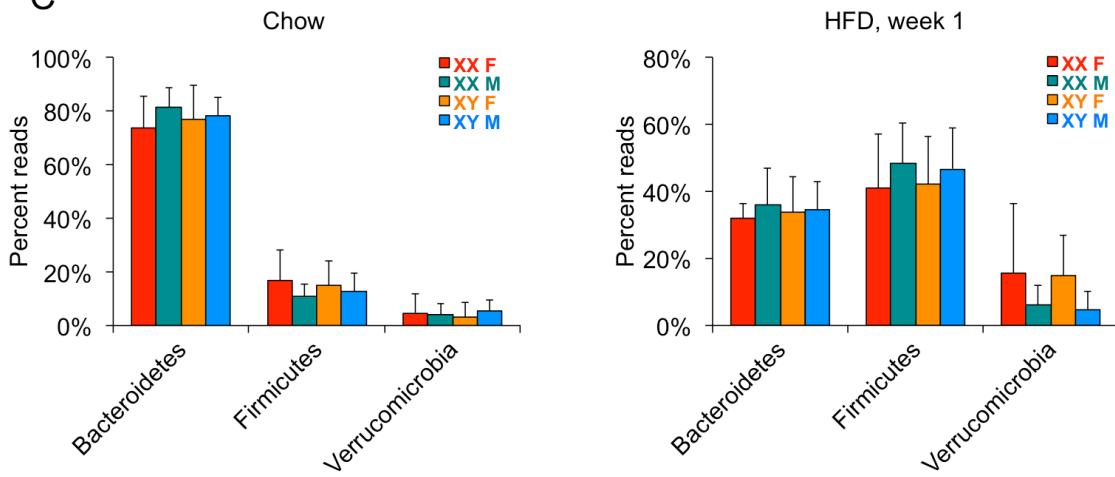 C
Chow
Percent reads
100%
80%
60%
40%
20%
0%
XX F
XX M
XY F
XY M
Bacteroidetes
Firmicutes
Verrucomicrobia
HFD, week 1
Percent reads
80%
60%
40%
20%
0%
XX F
XX M
XY F
XY M
Bacteroidetes
Firmicutes
Verrucomicrobia